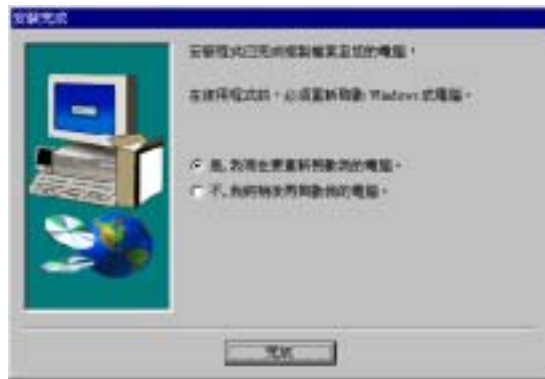 安裝完成
安裝程式已完成複製檔案至您的電腦。
在使用程式前，必須重新啟動 Windows 或電腦。
是, 我現在要重新啟動我的電腦。
不, 我將稍後再啟動我的電腦。
完成